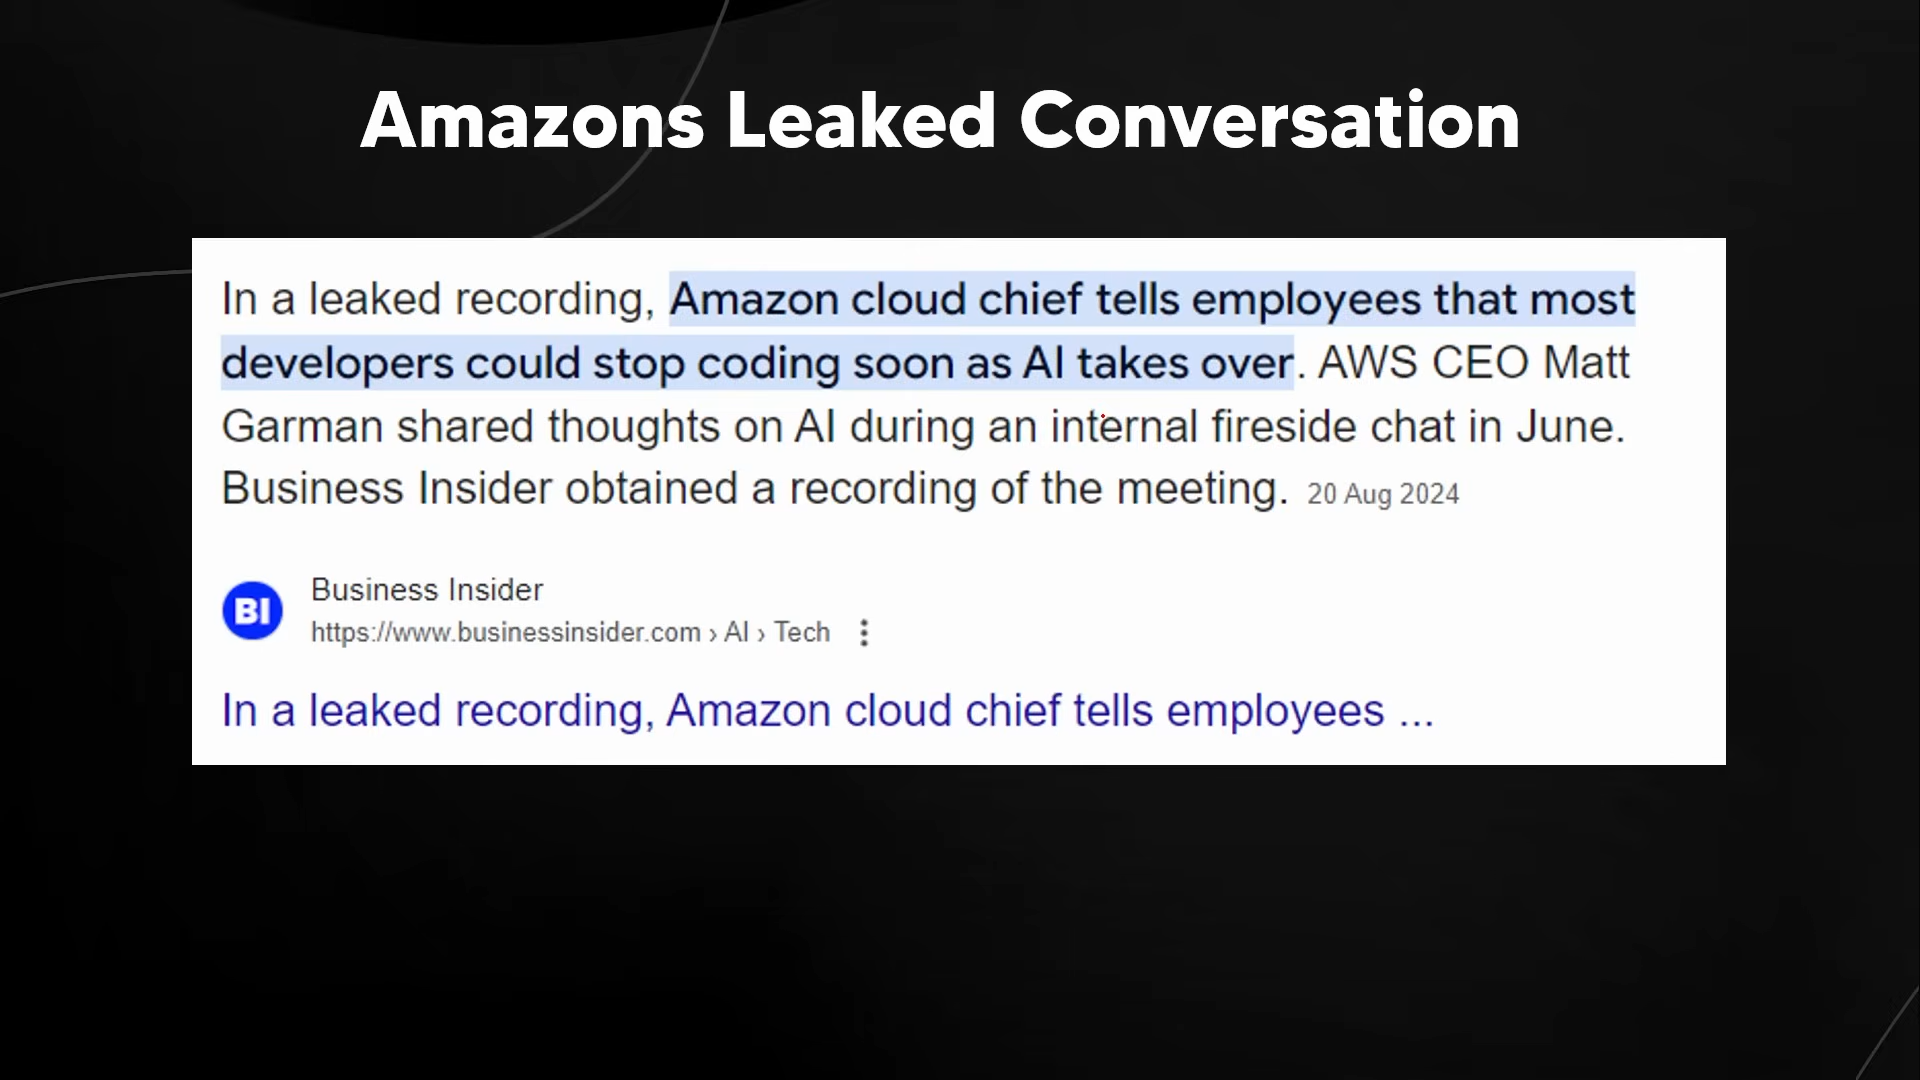 Amazons Leaked Conversation
In a leaked recording, Amazon cloud chief tells employees that most
developers could stop coding soon as AI takes over. AWS CEO Matt
Garman shared thoughts on AI during an internal fireside chat in June.
Business Insider obtained a recording of the meeting. 20 Aug 2024
BI
Business Insider
https://www.businessinsider.com › AI › Tech
In a leaked recording, Amazon cloud chief tells employees ...